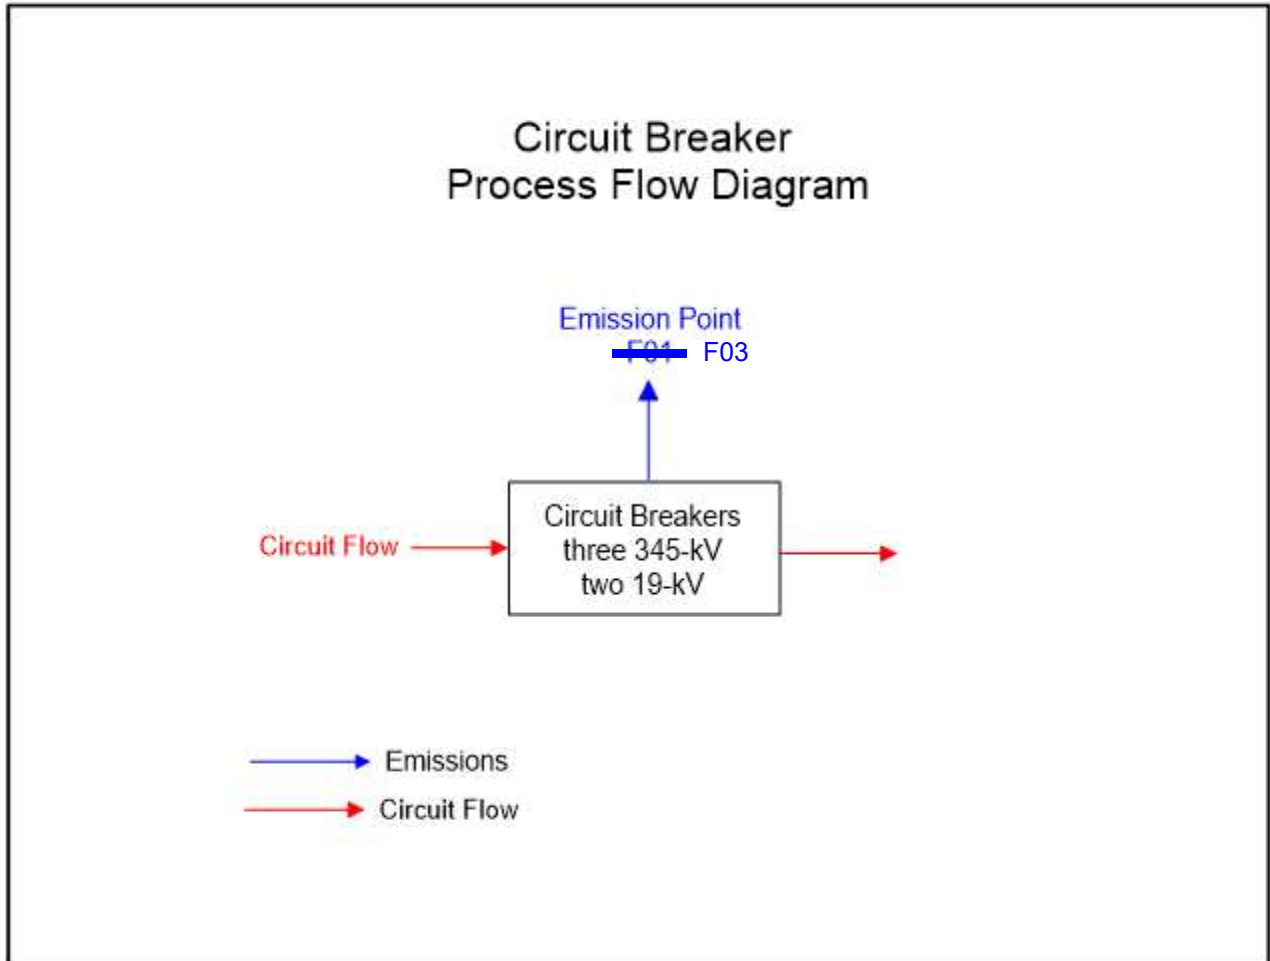 Circuit Breaker
Process Flow Diagram
Emission Point
F01 F03
Circuit Breakers
three 345-kV
two 19-kV
Circuit Flow
Emissions
Circuit Flow